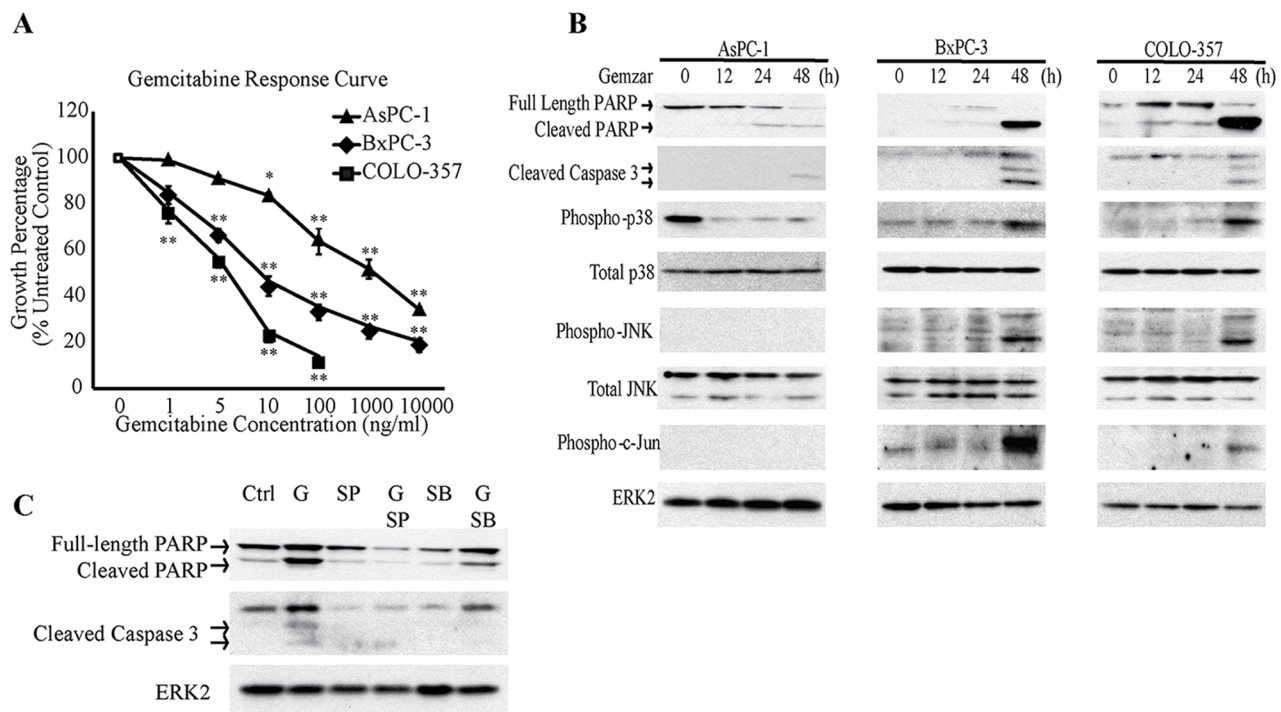 A
Gemcitabine Response Curve
120
100
80
60
40
20
0
Growth Percentage
(% Untreated Control)
AsPC-1
BxPC-3
COLO-357
*
**
**
**
**
**
**
**
**
**
**
**
**
**
0 1 5 10 100 1000 10000
Gemcitabine Concentration (ng/ml)
B
AsPC-1 BxPC-3 COLO-357
Gemzar 0 12 24 48 (h) 0 12 24 48 (h) 0 12 24 48 (h)
Full Length PARP
Cleaved PARP
Cleaved Caspase 3
Phospho-p38
Total p38
Phospho-JNK
Total JNK
Phospho-c-Jun
ERK2
C
Ctrl G SP G SB G
SP SB
Full-length PARP
Cleaved PARP
Cleaved Caspase 3
ERK2